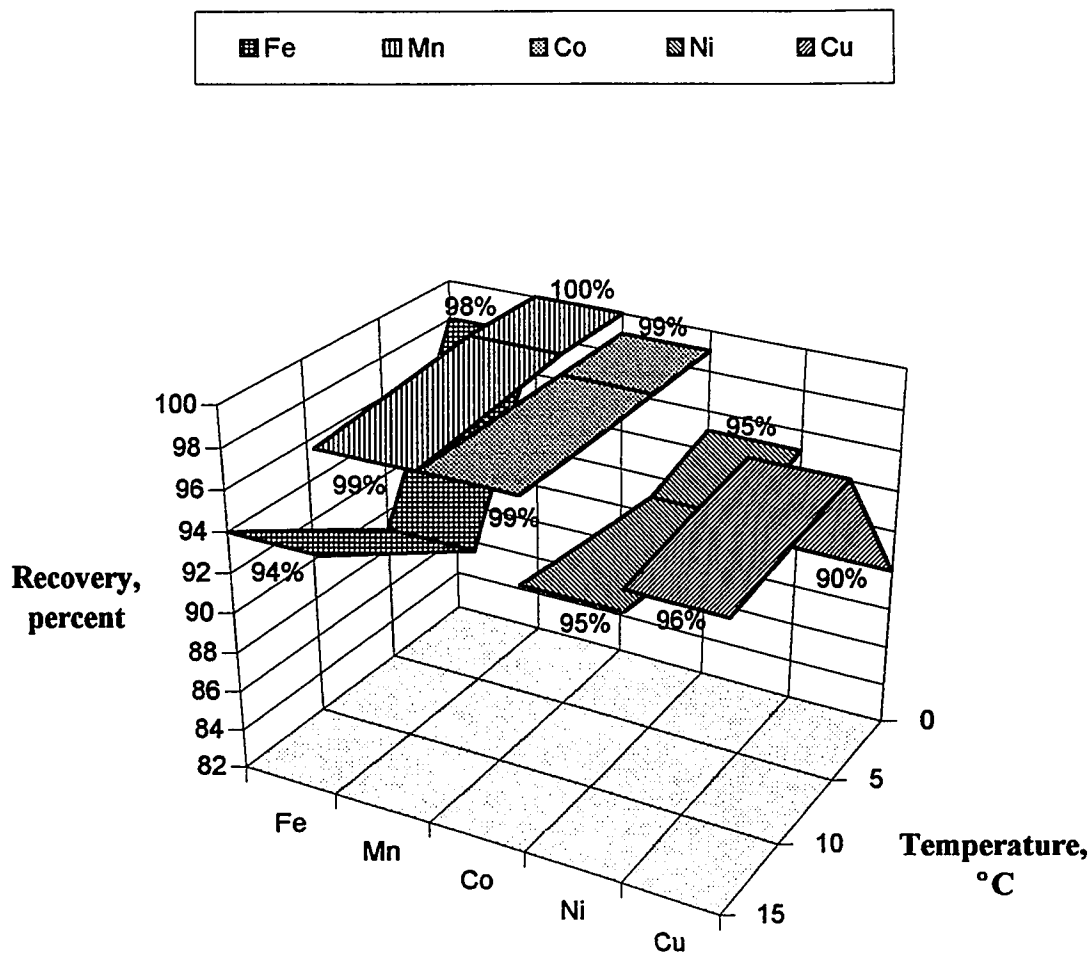 Fe Mn Co Ni Cu
98% 100%
99%
100
98
96
94
92
90
88
86
84
82
99%
99%
94%
95%
95%
96%
90%
Recovery,
percent
0
5
10
15
Temperature,
°C
Fe
Mn
Co
Ni
Cu